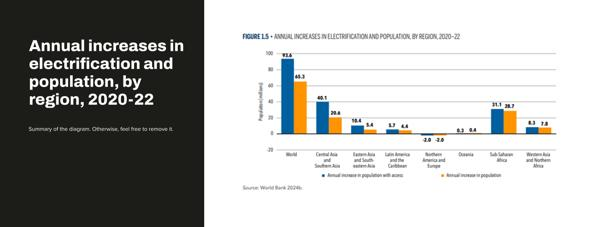 Annual increases in
electrification and
population, by
region, 2020-22
Summary of the diagram. Otherwise, feel free to remove it.
FIGURE 1.5 • ANNUAL INCREASES IN ELECTRIFICATION AND POPULATION, BY REGION, 2020–22
Population (millions)
100
80
60
40
20
0
-20
93.6
65.3
40.1
20.6
10.4
5.4
5.7
4.4
-2.0
-2.0
0.3
0.4
31.1
28.7
8.3
7.8
World
Central Asia
and
Southern Asia
Eastern Asia
and South-
eastern Asia
Latin America
and the
Caribbean
Northern
America and
Europe
Oceania
Sub-Saharan
Africa
Western Asia
and Northern
Africa
Annual increase in population with access
Annual increase in population
Source: World Bank 2024b.